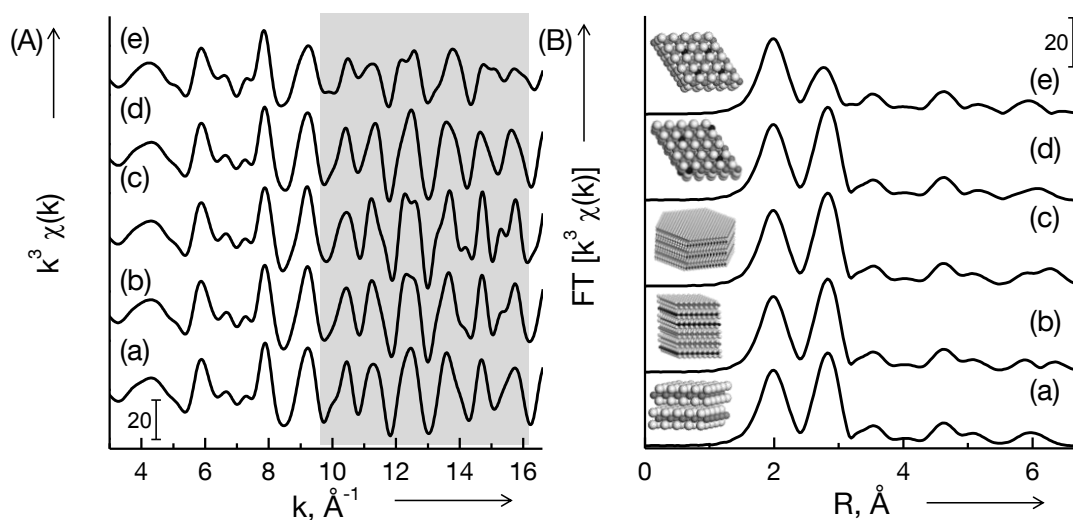 (A)
k³ χ(k)
(e)
(d)
(c)
(b)
(a)
20
4 6 8 10 12 14 16
k, Å⁻¹
(B)
FT [k³ χ(k)]
20
(e)
(d)
(c)
(b)
(a)
0 2 4 6
R, Å